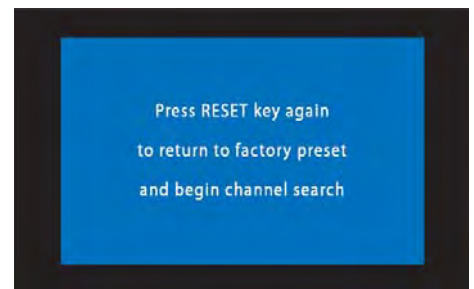 Press RESET key again
to return to factory preset
and begin channel search